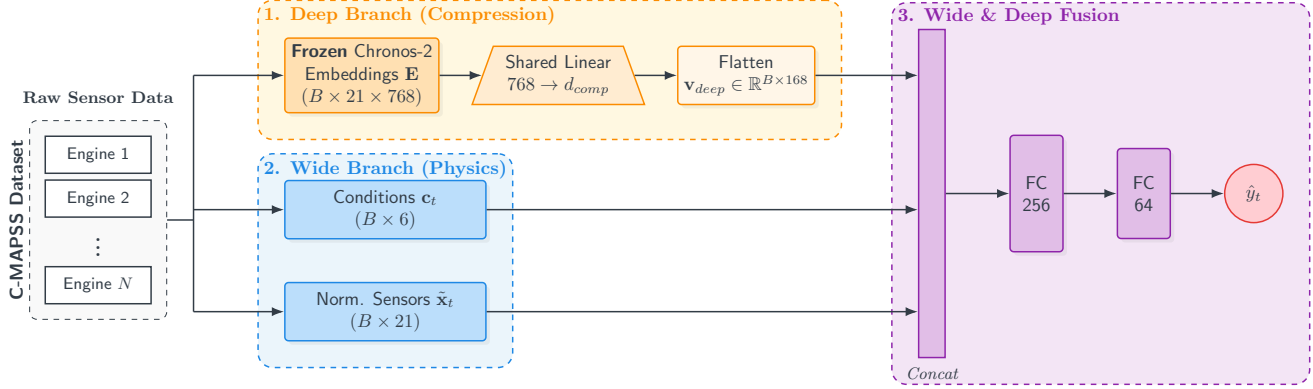 C-MAPSS Dataset
Raw Sensor Data
Engine 1
Engine 2
⋮
Engine N
1. Deep Branch (Compression)
Frozen Chronos-2
Embeddings E
(B × 21 × 768)
Shared Linear
768 → d_comp
Flatten
v_deep ∈ ℝ^{B×168}
2. Wide Branch (Physics)
Conditions c_t
(B × 6)
Norm. Sensors x̃_t
(B × 21)
3. Wide & Deep Fusion
Concat
FC
256
FC
64
ŷ_t